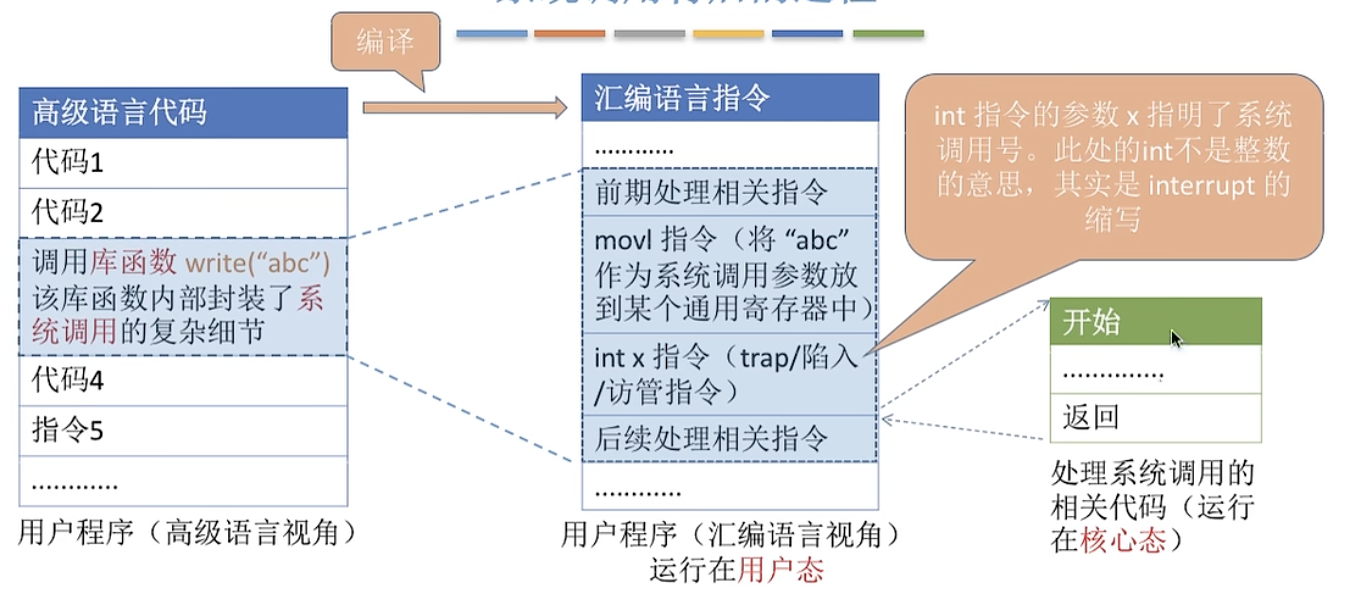 编译
高级语言代码
代码1
代码2
调用库函数 write(“abc”)
该库函数内部封装了系
统调用的复杂细节
代码4
指令5
…………
用户程序（高级语言视角）
汇编语言指令
…………
前期处理相关指令
movl 指令（将 “abc”
作为系统调用参数放
到某个通用寄存器中）
int x 指令（trap/陷入
/访管指令）
后续处理相关指令
…………
用户程序（汇编语言视角）
运行在用户态
int 指令的参数 x 指明了系统
调用号。此处的int不是整数
的意思，其实是 interrupt 的
缩写
开始
……………
返回
处理系统调用的
相关代码（运行
在核心态）